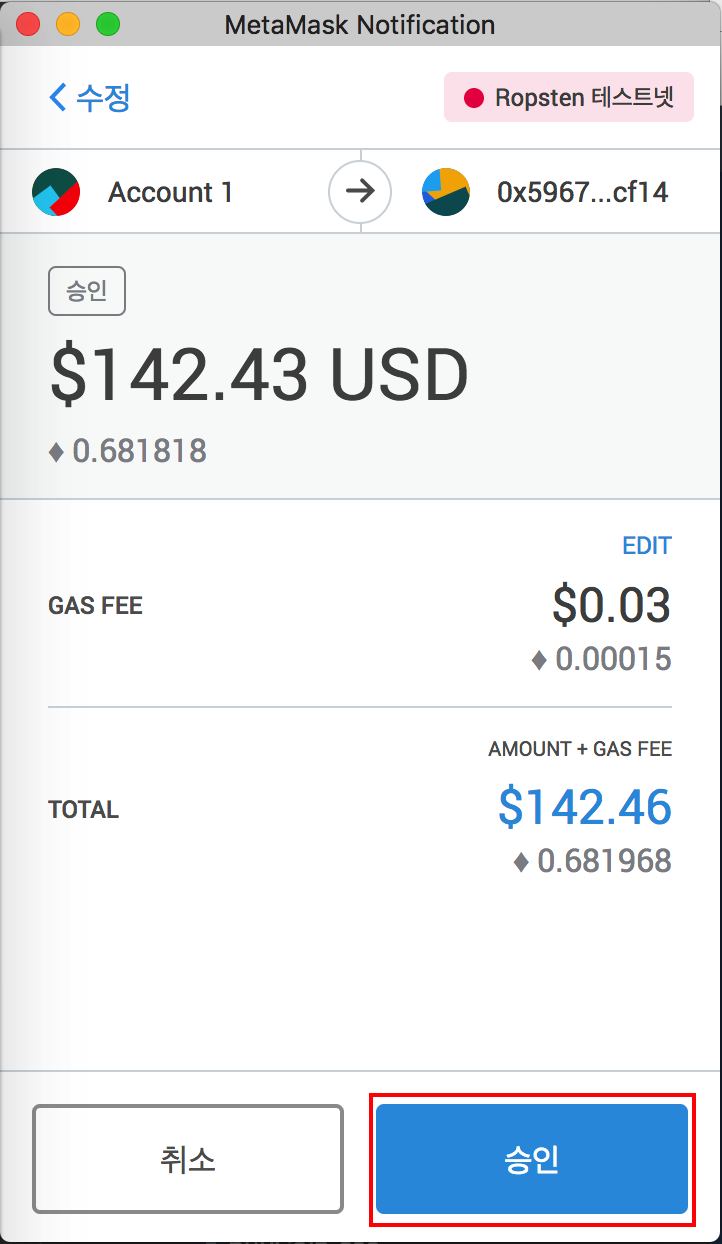 MetaMask Notification
수정
Ropsten 테스트넷
Account 1
0x5967...cf14
승인
$142.43 USD
♦ 0.681818
EDIT
GAS FEE
$0.03
♦ 0.00015
AMOUNT + GAS FEE
TOTAL
$142.46
♦ 0.681968
취소
승인